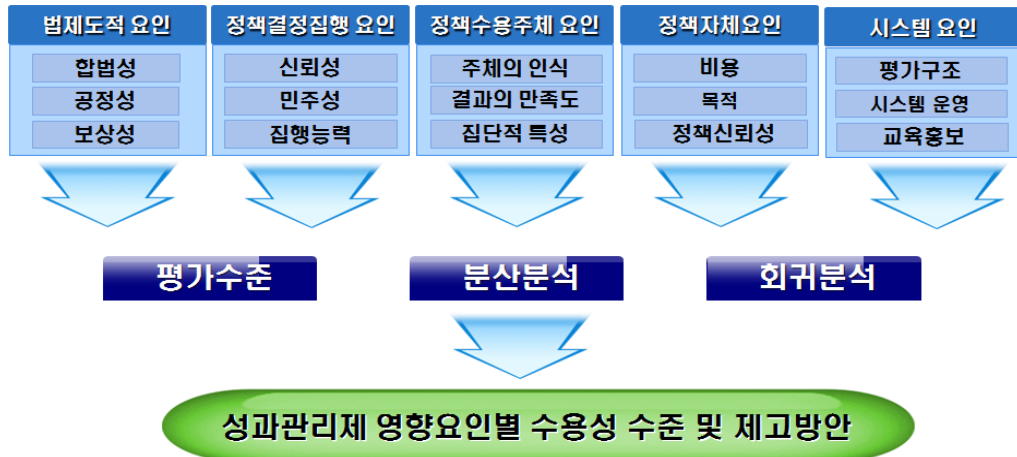 법제도적 요인
합법성
공정성
보상성
정책결정집행 요인
신뢰성
민주성
집행능력
정책수용주체 요인
주체의 인식
결과의 만족도
집단적 특성
정책자체요인
비용
목적
정책신뢰성
시스템 요인
평가구조
시스템 운영
교육홍보
평가수준
분산분석
회귀분석
성과관리제 영향요인별 수용성 수준 및 제고방안